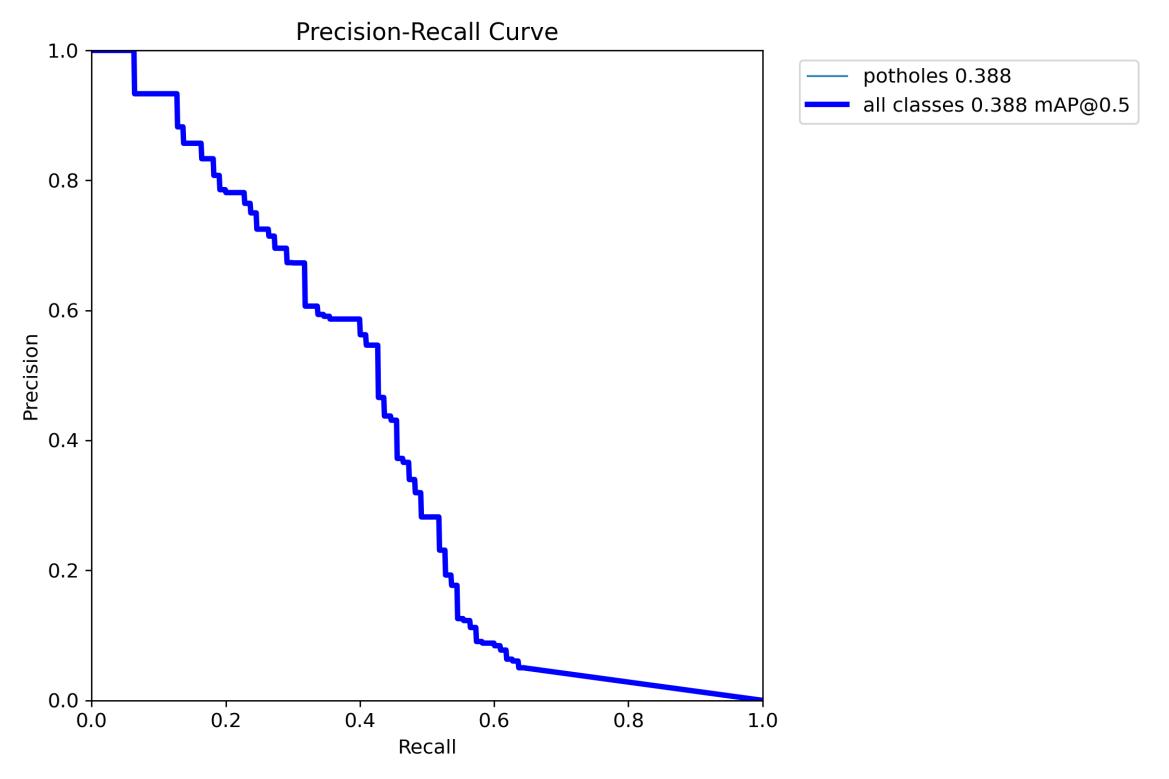 Precision-Recall Curve
potholes 0.388
all classes 0.388 mAP@0.5
Precision
1.0
0.8
0.6
0.4
0.2
0.0
0.0 0.2 0.4 0.6 0.8 1.0
Recall